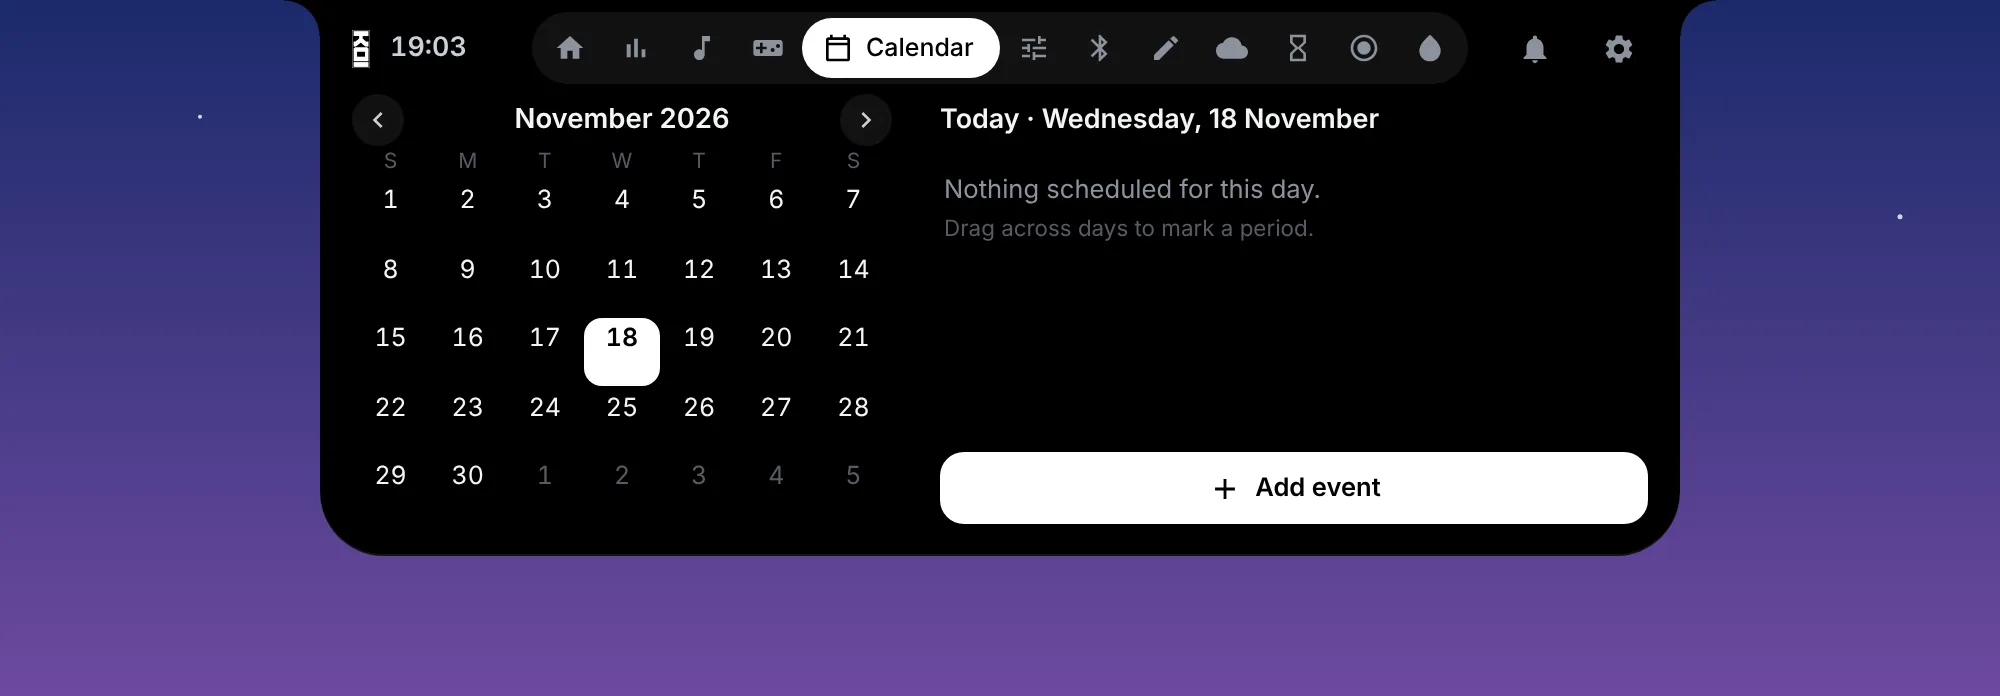 19:03
Calendar
November 2026
S M T W T F S
1 2 3 4 5 6 7
8 9 10 11 12 13 14
15 16 17 18 19 20 21
22 23 24 25 26 27 28
29 30 1 2 3 4 5
Today · Wednesday, 18 November
Nothing scheduled for this day.
Drag across days to mark a period.
+ Add event